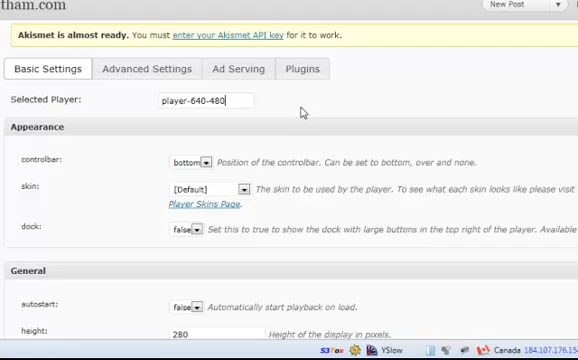 tham.com
New Post
Akismet is almost ready. You must enter your Akismet API key for it to work.
Basic Settings Advanced Settings Ad Serving Plugins
Selected Player: player-640-480
Appearance
controlbar: bottom Position of the controlbar. Can be set to bottom, over and none.
skin: [Default] The skin to be used by the player. To see what each skin looks like please visit
Player Skins Page.
dock: false Set this to true to show the dock with large buttons in the top right of the player. Available
General
autostart: false Automatically start playback on load.
height: 280 Height of the display in pixels.
S3Fox YSlow Canada 184.107.176.15